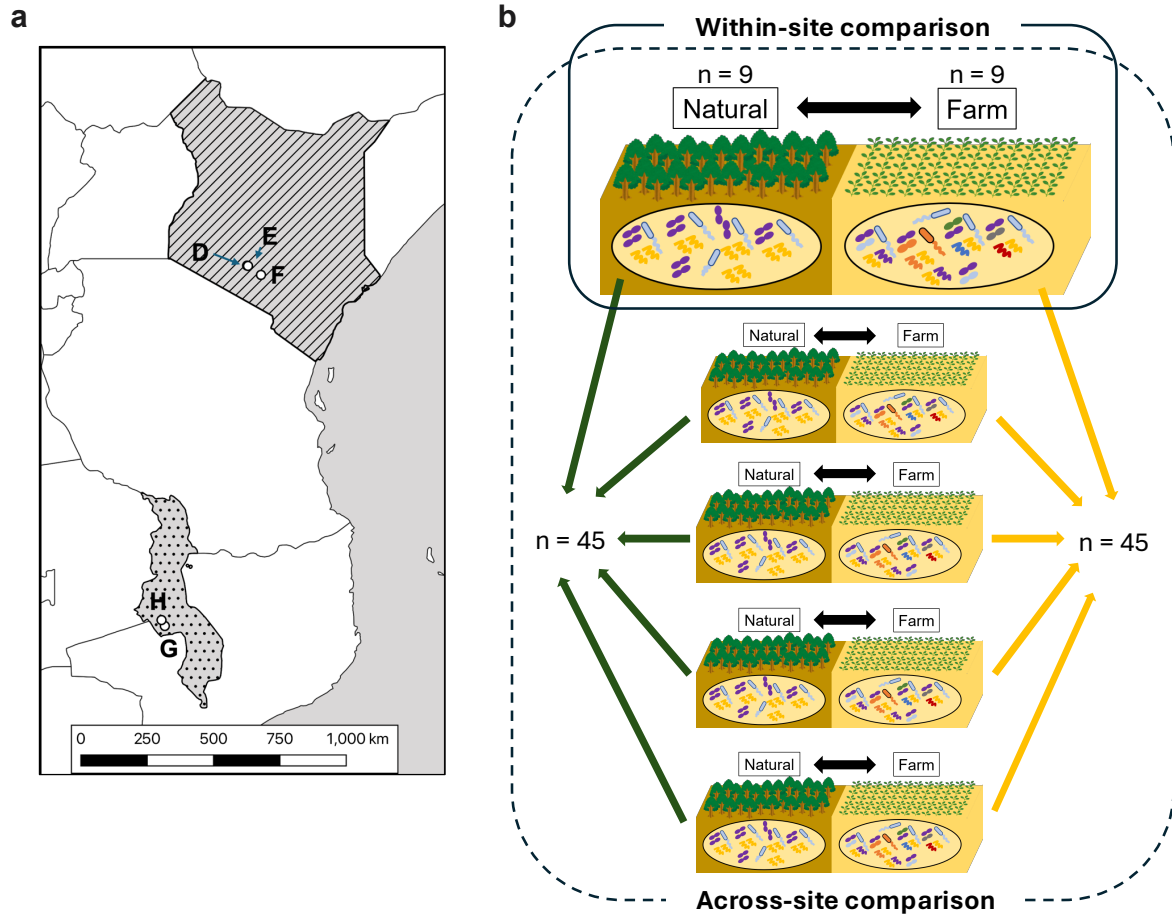 a
D
E
F
H
G
0 250 500 750 1,000 km
b
Within-site comparison
n = 9 n = 9
Natural Farm
Natural Farm
Natural Farm
n = 45 n = 45
Natural Farm
Natural Farm
Across-site comparison